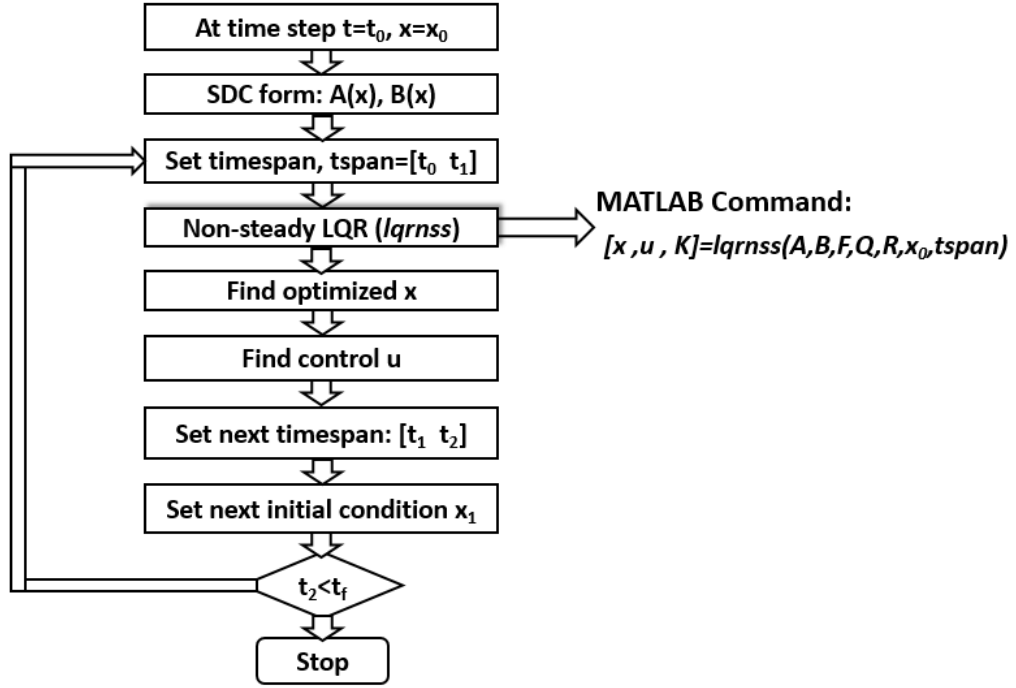 At time step t=t₀, x=x₀
SDC form: A(x), B(x)
Set timespan, tspan=[t₀ t₁]
Non-steady LQR (lqrnss)
MATLAB Command:
[x ,u , K]=lqrnss(A,B,F,Q,R,x₀,tspan)
Find optimized x
Find control u
Set next timespan: [t₁ t₂]
Set next initial condition x₁
t₂<t_f
Stop